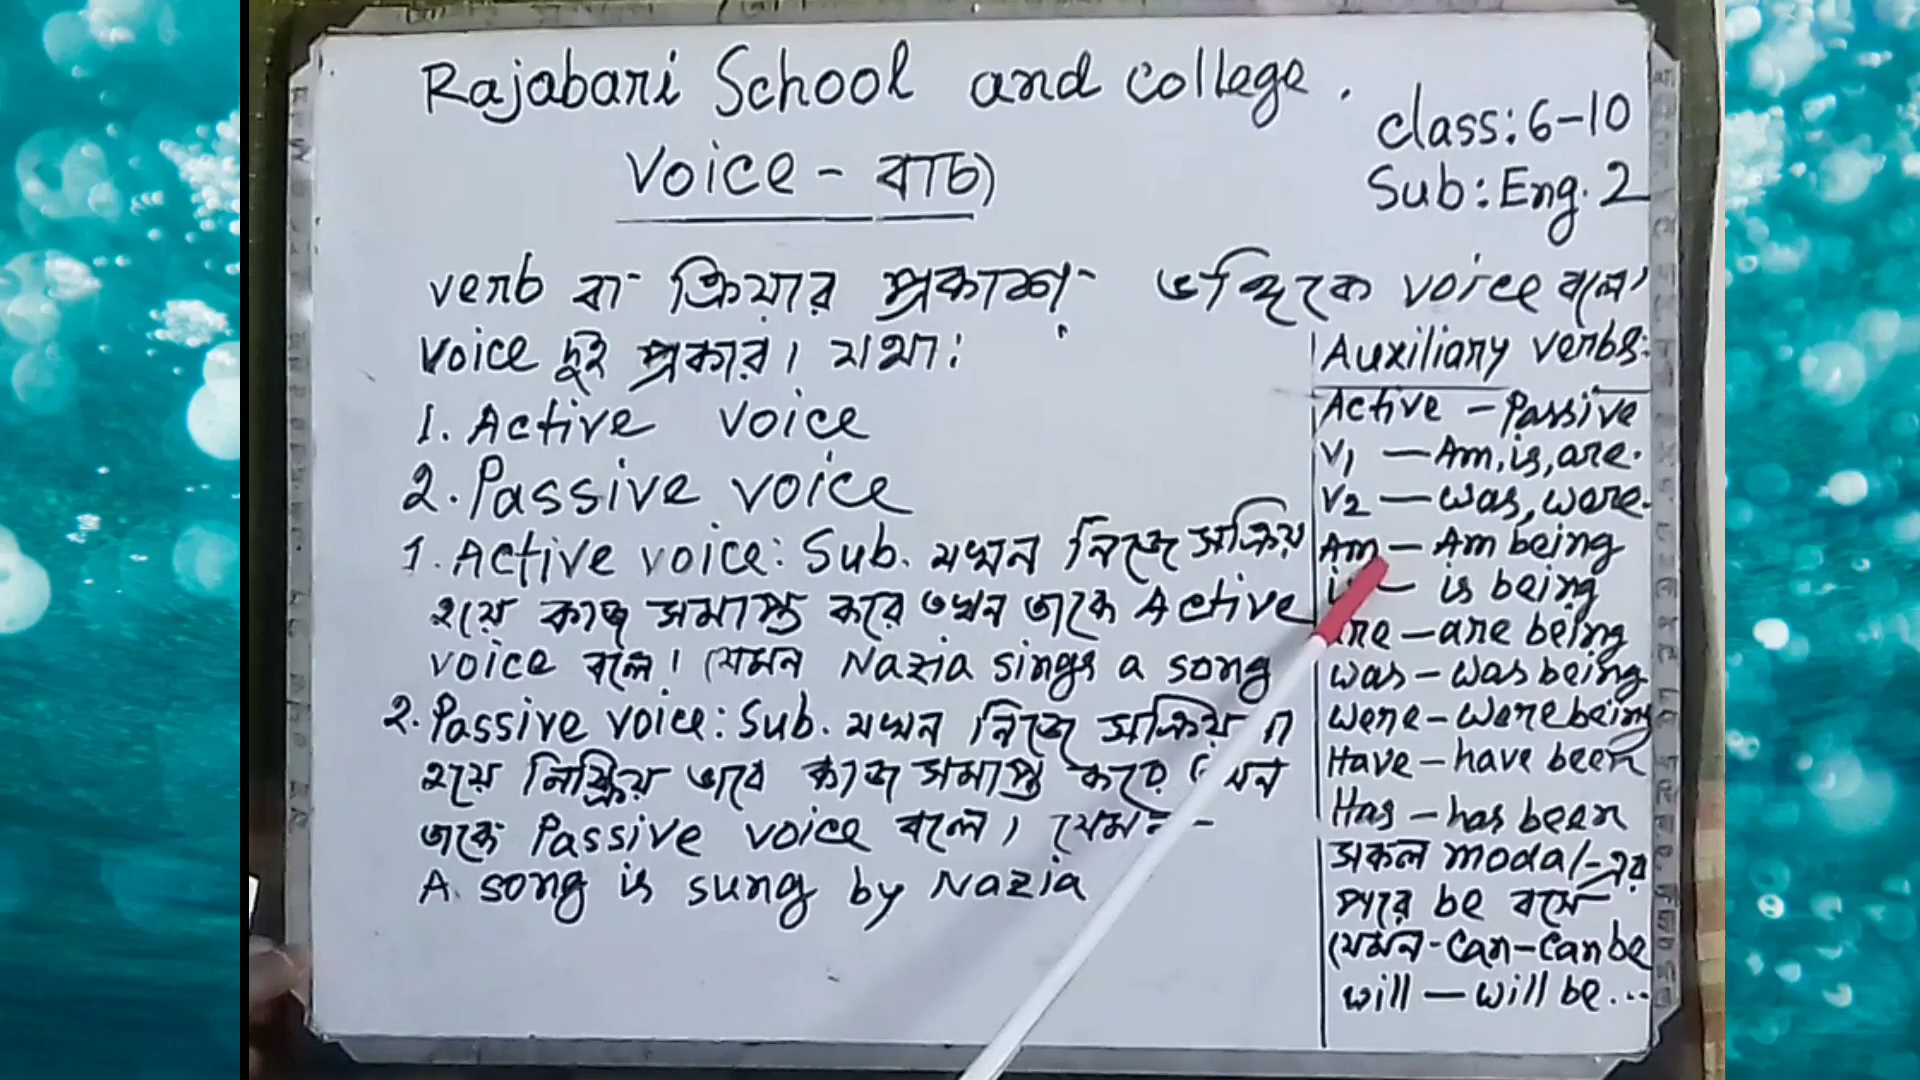 Rajabari School and collage.
Class: 6-10
Voice - বাচ্য
Sub: Eng. 2
verb বা ক্রিয়ার প্রকাশ ভঙ্গিকে voice বলে।
Voice দুই প্রকার। যথা:
1. Active voice
2. Passive voice
1. Active voice: Sub. যখন নিজে সক্রিয়
হয়ে কাজ সমাপ্ত করে তখন তাকে Active
voice বলে। যেমন Nazia sings a song
2. Passive voice: Sub. যখন নিজে সক্রিয়
হয়ে নিষ্ক্রিয় ভাবে কাজ সমাপ্ত করে
তাকে Passive voice বলে। যেমন-
A song is sung by Nazia
Auxiliary verbs:
Active - Passive
V1 — Am, is, are.
V2 — was, were.
Am — Am being
is — is being
are — are being
was — was being
were — were being
Have — have been
Has — has been
সকল modal-এর
পরে be বসে
যেমন - Can - Can be
will — will be...